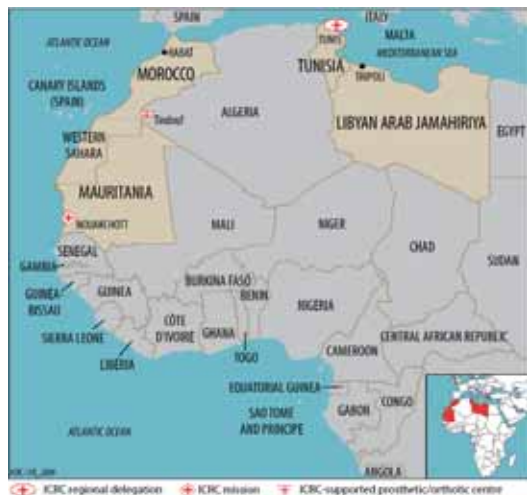 SPAIN
ITALY
ATLANTIC OCEAN
RABAT
TUNIS
MALTA
MEDITERRANEAN SEA
MOROCCO
TUNISIA
TRIPOLI
CANARY ISLANDS
(SPAIN)
Tindouf
ALGERIA
LIBYAN ARAB JAMAHIRIYA
EGYPT
WESTERN
SAHARA
MAURITANIA
NOUAKCHOTT
MALI
NIGER
CHAD
SUDAN
SENEGAL
GAMBIA
GUINEA
BISSAU
GUINEA
BURKINA FASO
BENIN
NIGERIA
SIERRA LEONE
CÔTE
D'IVOIRE
GHANA
CENTRAL AFRICAN REPUBLIC
LIBERIA
TOGO
CAMEROON
EQUATORIAL GUINEA
SAO TOME
AND PRINCIPE
GABON
CONGO
ATLANTIC OCEAN
ANGOLA
ICRC regional delegation
ICRC mission
ICRC-supported prosthetic/orthotic centre